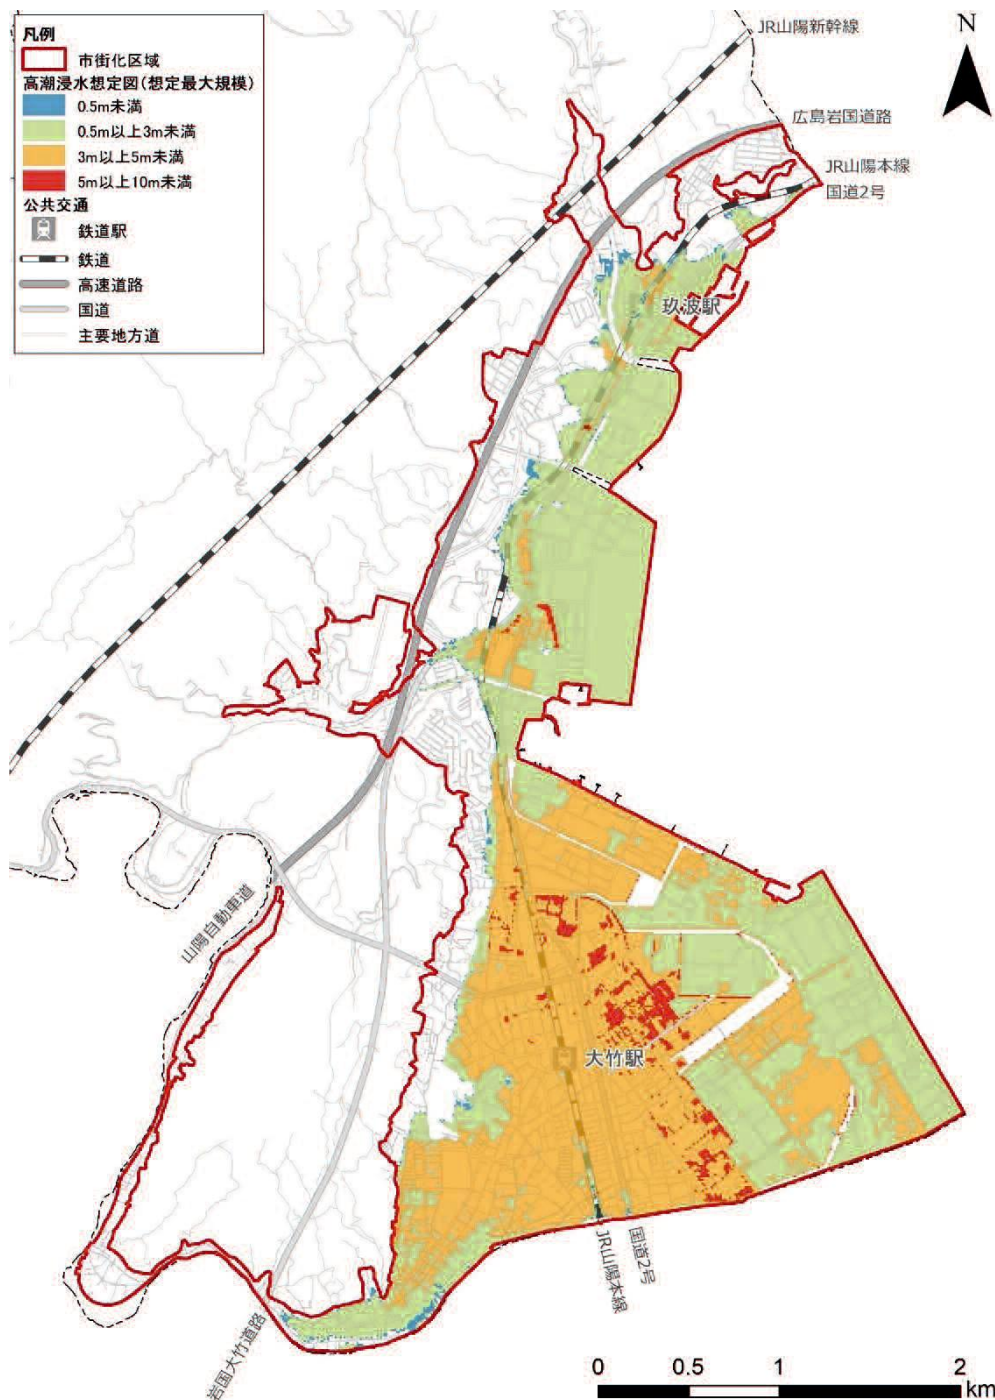 凡例
市街化区域
高潮浸水想定図(想定最大規模)
0.5m未満
0.5m以上3m未満
3m以上5m未満
5m以上10m未満
公共交通
鉄道駅
鉄道
高速道路
国道
主要地方道
N
JR山陽新幹線
広島岩国道路
JR山陽本線
国道2号
玖波駅
山陽自動車道
大竹駅
国道2号
JR山陽本線
岩国大竹道路
0 0.5 1 2
km